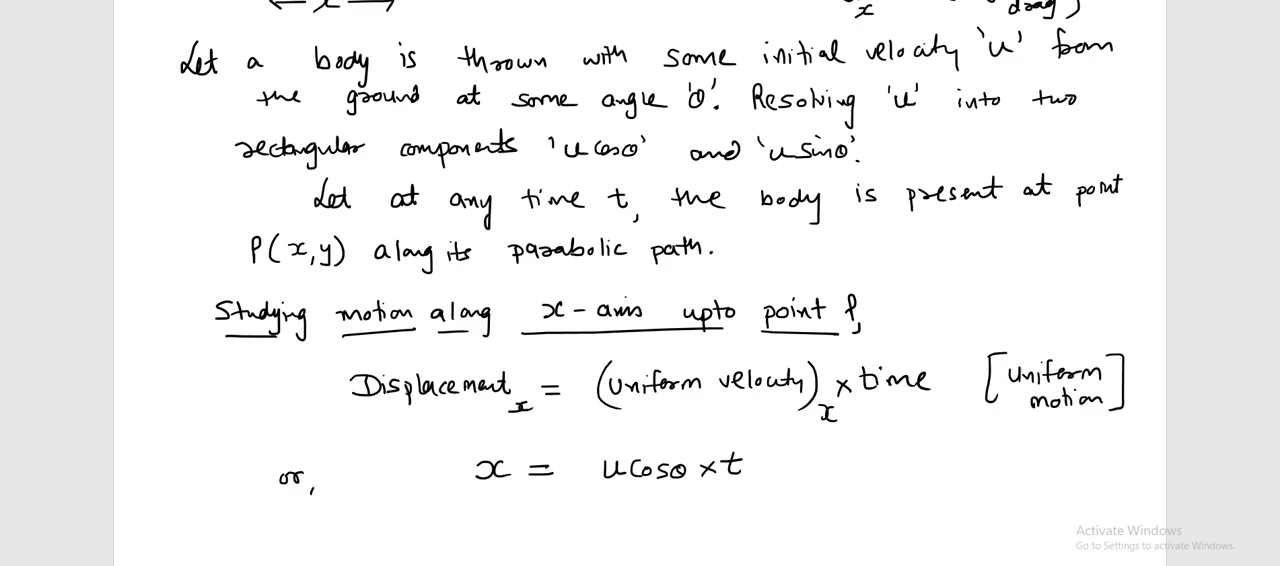 x
x
drag)
Let a body is thrown with some initial velocity 'u' from
the ground at some angle 'θ'. Resolving 'u' into two
rectangular components 'u cosθ' and 'u sinθ'.
Let at any time t, the body is present at point
P(x,y) along its parabolic path.
Studying motion along x-axis upto point P,
Displacement x = (uniform velocity) x × time [uniform motion]
or, x = u cosθ × t
Activate Windows
Go to Settings to activate Windows.